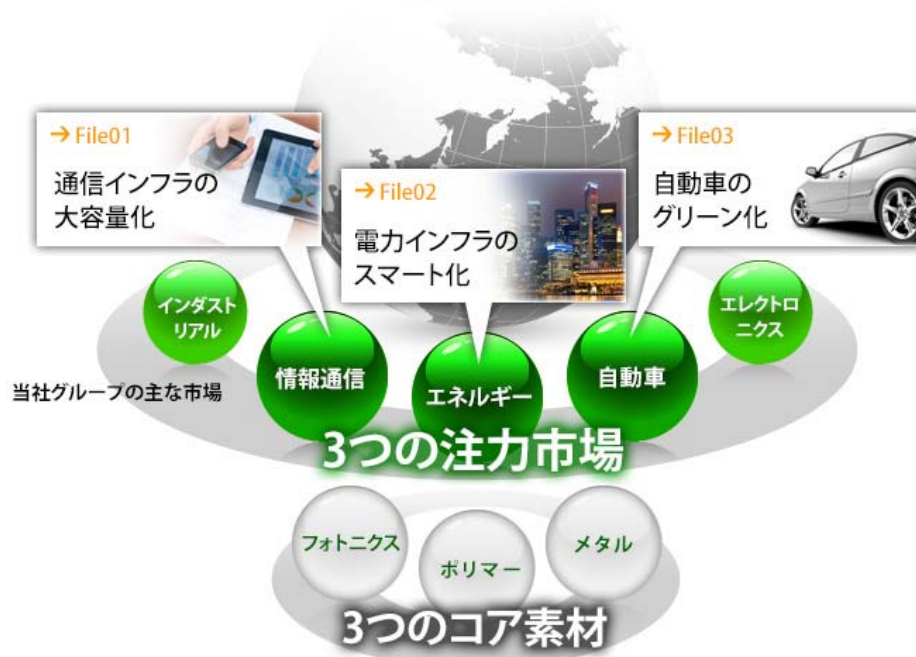 → File01
通信インフラの
大容量化
→ File02
電力インフラの
スマート化
→ File03
自動車の
グリーン化
インダスト
リアル
情報通信
エネルギー
自動車
エレクトロ
ニクス
当社グループの主な市場
3つの注力市場
フォトニクス
ポリマー
メタル
3つのコア素材